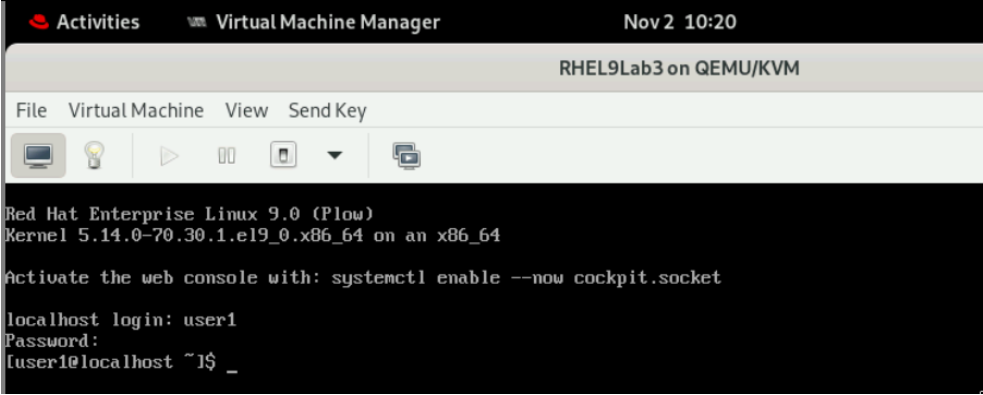 Activities Virtual Machine Manager Nov 2 10:20
RHEL9Lab3 on QEMU/KVM
File Virtual Machine View Send Key
Red Hat Enterprise Linux 9.0 (Plow)
Kernel 5.14.0-70.30.1.el9_0.x86_64 on an x86_64
Activate the web console with: systemctl enable --now cockpit.socket
localhost login: user1
Password:
[user1@localhost ~]$ _